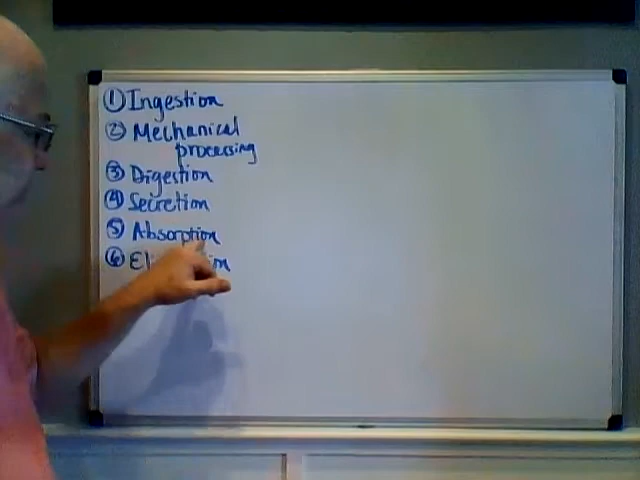 ① Ingestion
② Mechanical
processing
③ Digestion
④ Secretion
⑤ Absorption
⑥